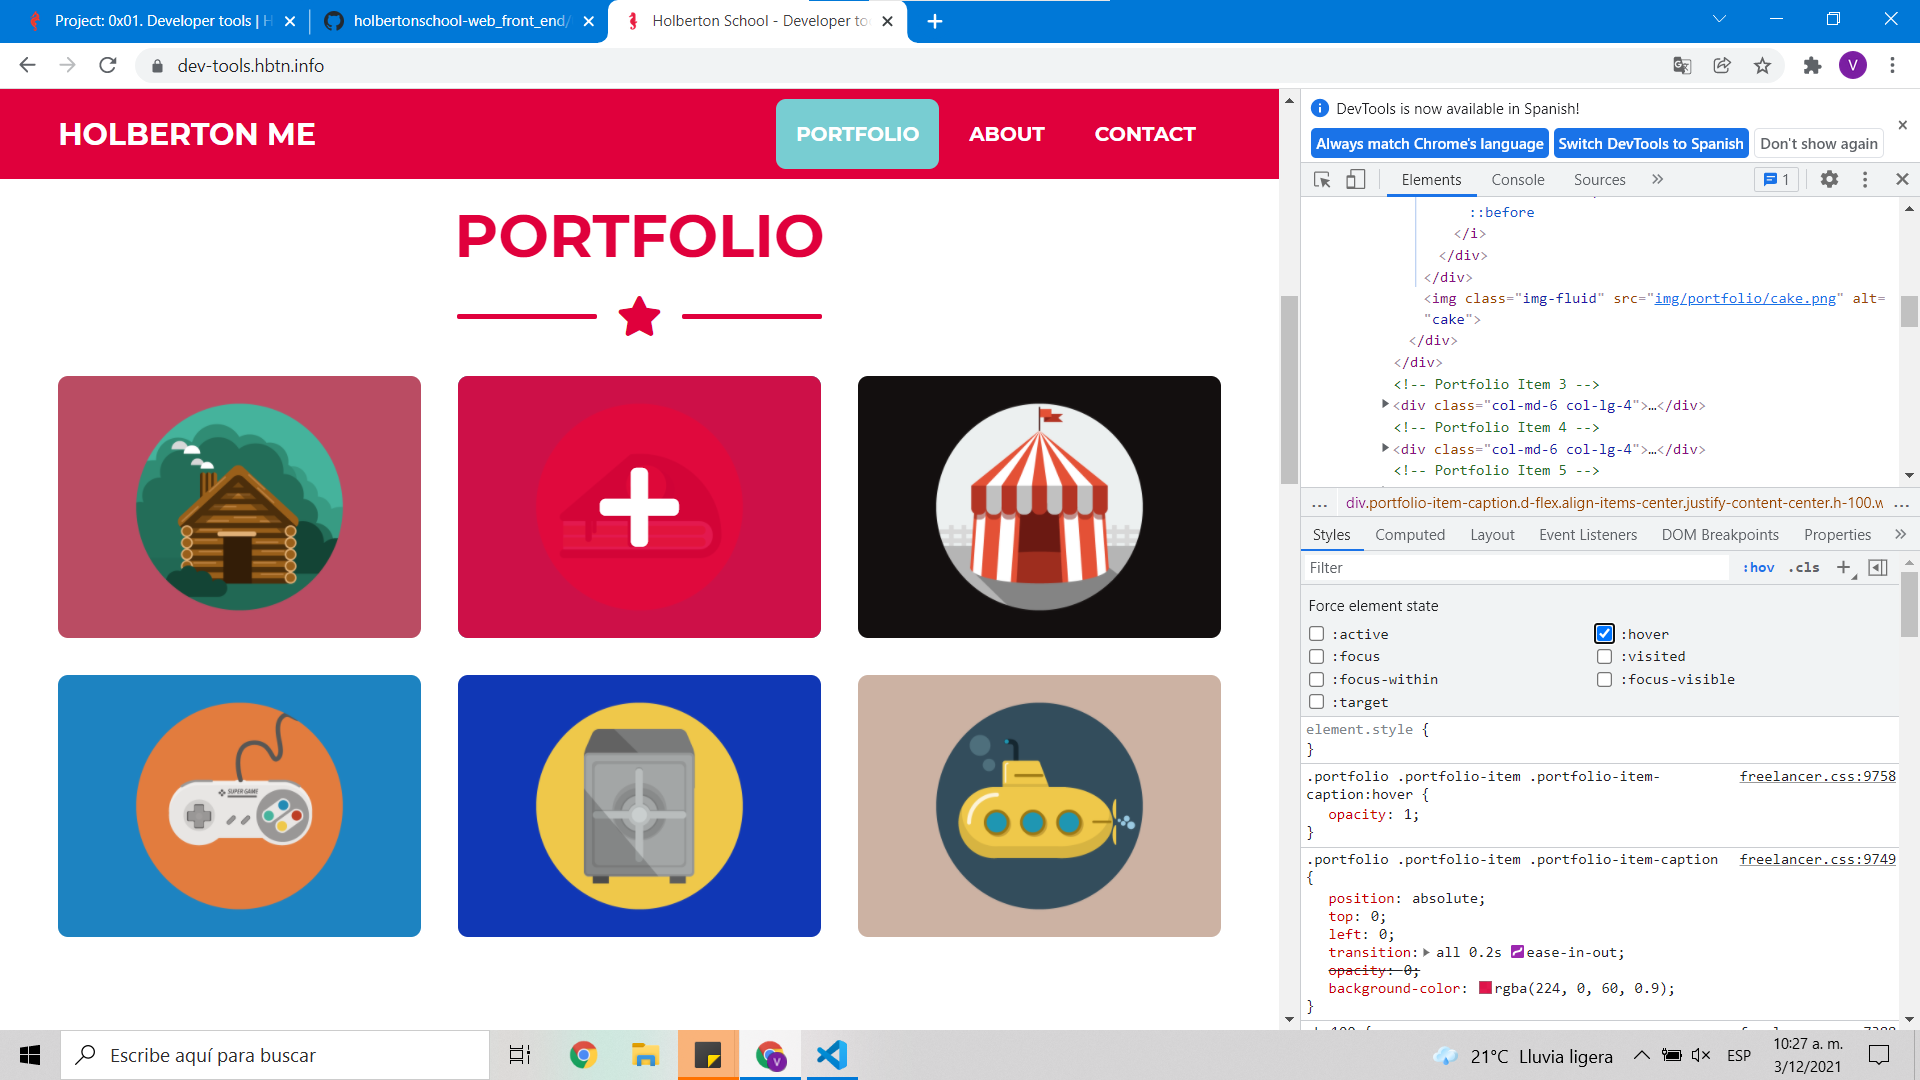 Project: 0x01. Developer tools | H
holbertonschool-web_front_end/
Holberton School - Developer to
dev-tools.hbtn.info
V
HOLBERTON ME
PORTFOLIO
ABOUT
CONTACT
PORTFOLIO
SUPER GAME
DevTools is now available in Spanish!
Always match Chrome's language
Switch DevTools to Spanish
Don't show again
Elements
Console
Sources
1
::before
</i>
</div>
</div>
<img class="img-fluid" src="img/portfolio/cake.png" alt=
"cake">
</div>
</div>
<!-- Portfolio Item 3 -->
<div class="col-md-6 col-lg-4">…</div>
<!-- Portfolio Item 4 -->
<div class="col-md-6 col-lg-4">…</div>
<!-- Portfolio Item 5 -->
... div.portfolio-item-caption.d-flex.align-items-center.justify-content-center.h-100.w ...
Styles
Computed
Layout
Event Listeners
DOM Breakpoints
Properties
Filter
:hov
.cls
Force element state
:active
:hover
:focus
:visited
:focus-within
:focus-visible
:target
element.style {
}
.portfolio .portfolio-item .portfolio-item- freelancer.css:9758
caption:hover {
opacity: 1;
}
.portfolio .portfolio-item .portfolio-item-caption freelancer.css:9749
{
position: absolute;
top: 0;
left: 0;
transition: all 0.2s ease-in-out;
opacity: 0;
background-color: rgba(224, 0, 60, 0.9);
}
Escribe aquí para buscar
V
21°C Lluvia ligera
ESP
10:27 a. m.
3/12/2021